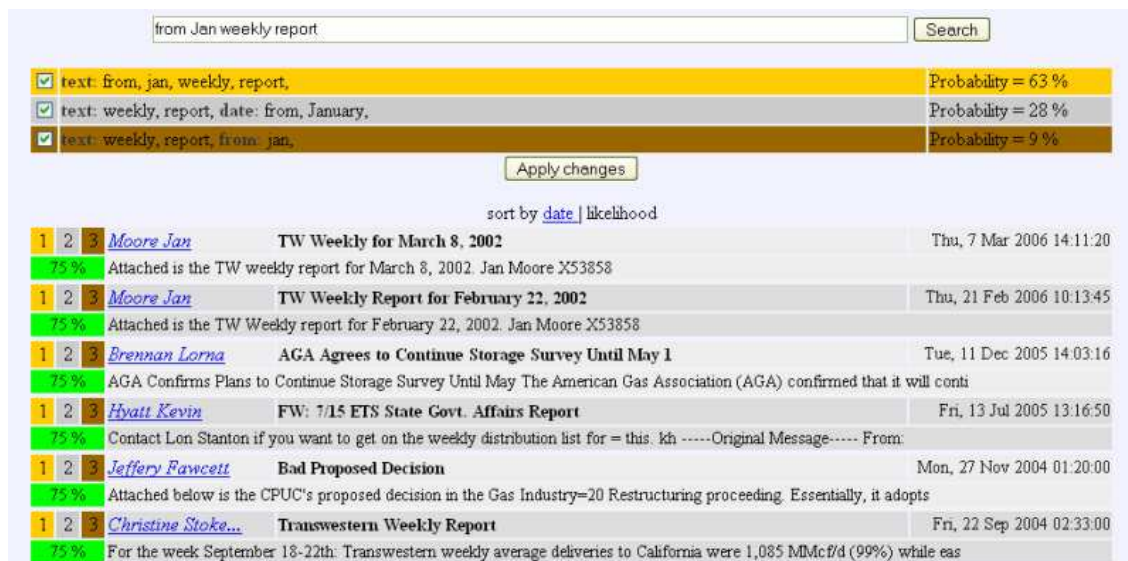 from Jan weekly report Search
text: from, jan, weekly, report, Probability = 63 %
text: weekly, report, date: from, January, Probability = 28 %
text: weekly, report, from: jan, Probability = 9 %
Apply changes
sort by date | likelihood
1 2 3 Moore Jan TW Weekly for March 8, 2002 Thu, 7 Mar 2006 14:11:20
75 % Attached is the TW weekly report for March 8, 2002. Jan Moore X53858
1 2 3 Moore Jan TW Weekly Report for February 22, 2002 Thu, 21 Feb 2006 10:13:45
75 % Attached is the TW Weekly report for February 22, 2002. Jan Moore X53858
1 2 3 Brennan Lorna AGA Agrees to Continue Storage Survey Until May 1 Tue, 11 Dec 2005 14:03:16
75 % AGA Confirms Plans to Continue Storage Survey Until May The American Gas Association (AGA) confirmed that it will conti
1 2 3 Hyatt Kevin FW: 7/15 ETS State Govt. Affairs Report Fri, 13 Jul 2005 13:16:50
75 % Contact Lon Stanton if you want to get on the weekly distribution list for = this. kh -----Original Message----- From:
1 2 3 Jeffery Fawcett Bad Proposed Decision Mon, 27 Nov 2004 01:20:00
75 % Attached below is the CPUC's proposed decision in the Gas Industry=20 Restructuring proceeding. Essentially, it adopts
1 2 3 Christine Stoke... Transwestern Weekly Report Fri, 22 Sep 2004 02:33:00
75 % For the week September 18-22th: Transwestern weekly average deliveries to California were 1,085 MMcf/d (99%) while eas